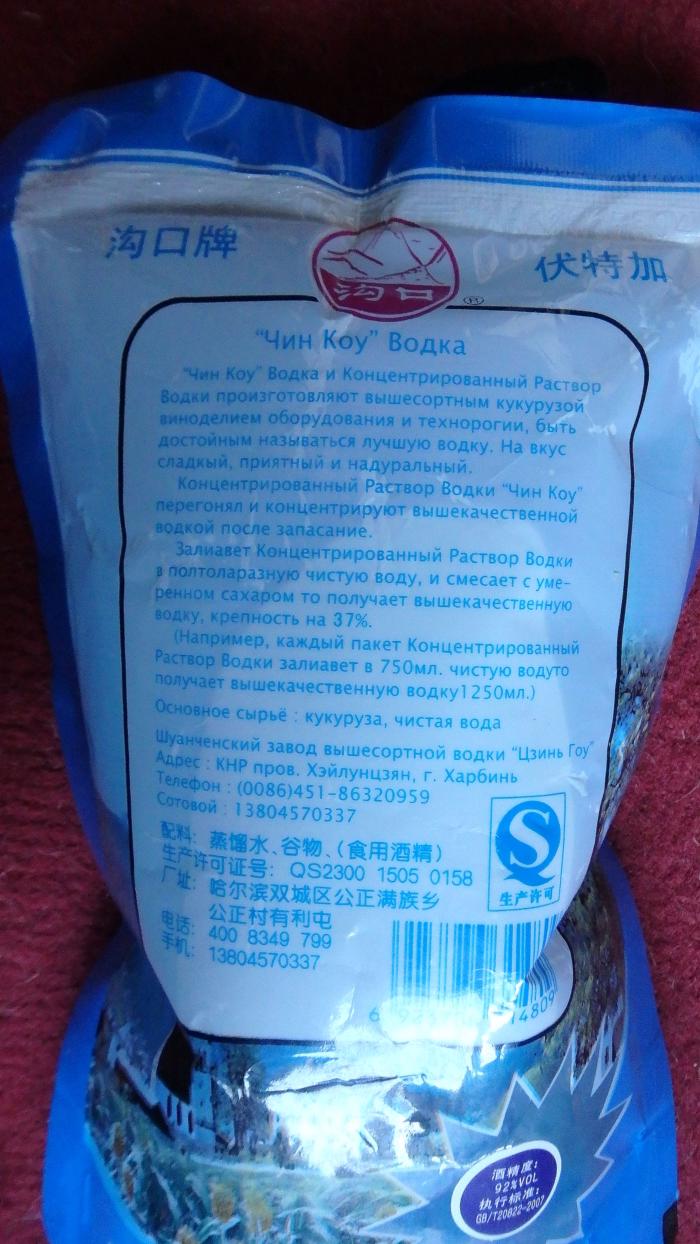 沟口牌
伏特加
沟口
®
“Чин Коу” Водка
“Чин Коу” Водка и Концентрированный Раствор
Водки произготовляют вышесортным кукурузой
виноделием оборудования и технорогии, быть
достойным называться лучшую водку. На вкус
сладкый, приятный и надуральный.
Концентрированный Раствор Водки “Чин Коу”
перегонял и концентрируют вышекачественной
водкой после запасание.
Залиавет Концентрированный Раствор Водки
в полтоларазную чистую воду, и смесает с уме-
ренном сахаром то получает вышекачественную
водку, крепность на 37%.
(Например, каждый пакет Концентрированный
Раствор Водки залиавет в 750мл. чистую водуто
получает вышекачественную водку1250мл.)
Основное сырьё : кукуруза, чистая вода
Шуанченский завод вышесортной водки “Цзинь Гоу”
Адрес : КНР пров. Хэйлунцзян, г. Харбинь
Телефон : (0086)451-86320959
Сотовой : 13804570337
配料: 蒸馏水、谷物、(食用酒精)
生产许可证号: QS2300 1505 0158
厂址: 哈尔滨双城区公正满族乡
公正村有利屯
电话: 400 8349 799
手机: 13804570337
生产许可
14809
酒精度:
92%VOL
执行标准:
GB/T20822-2007